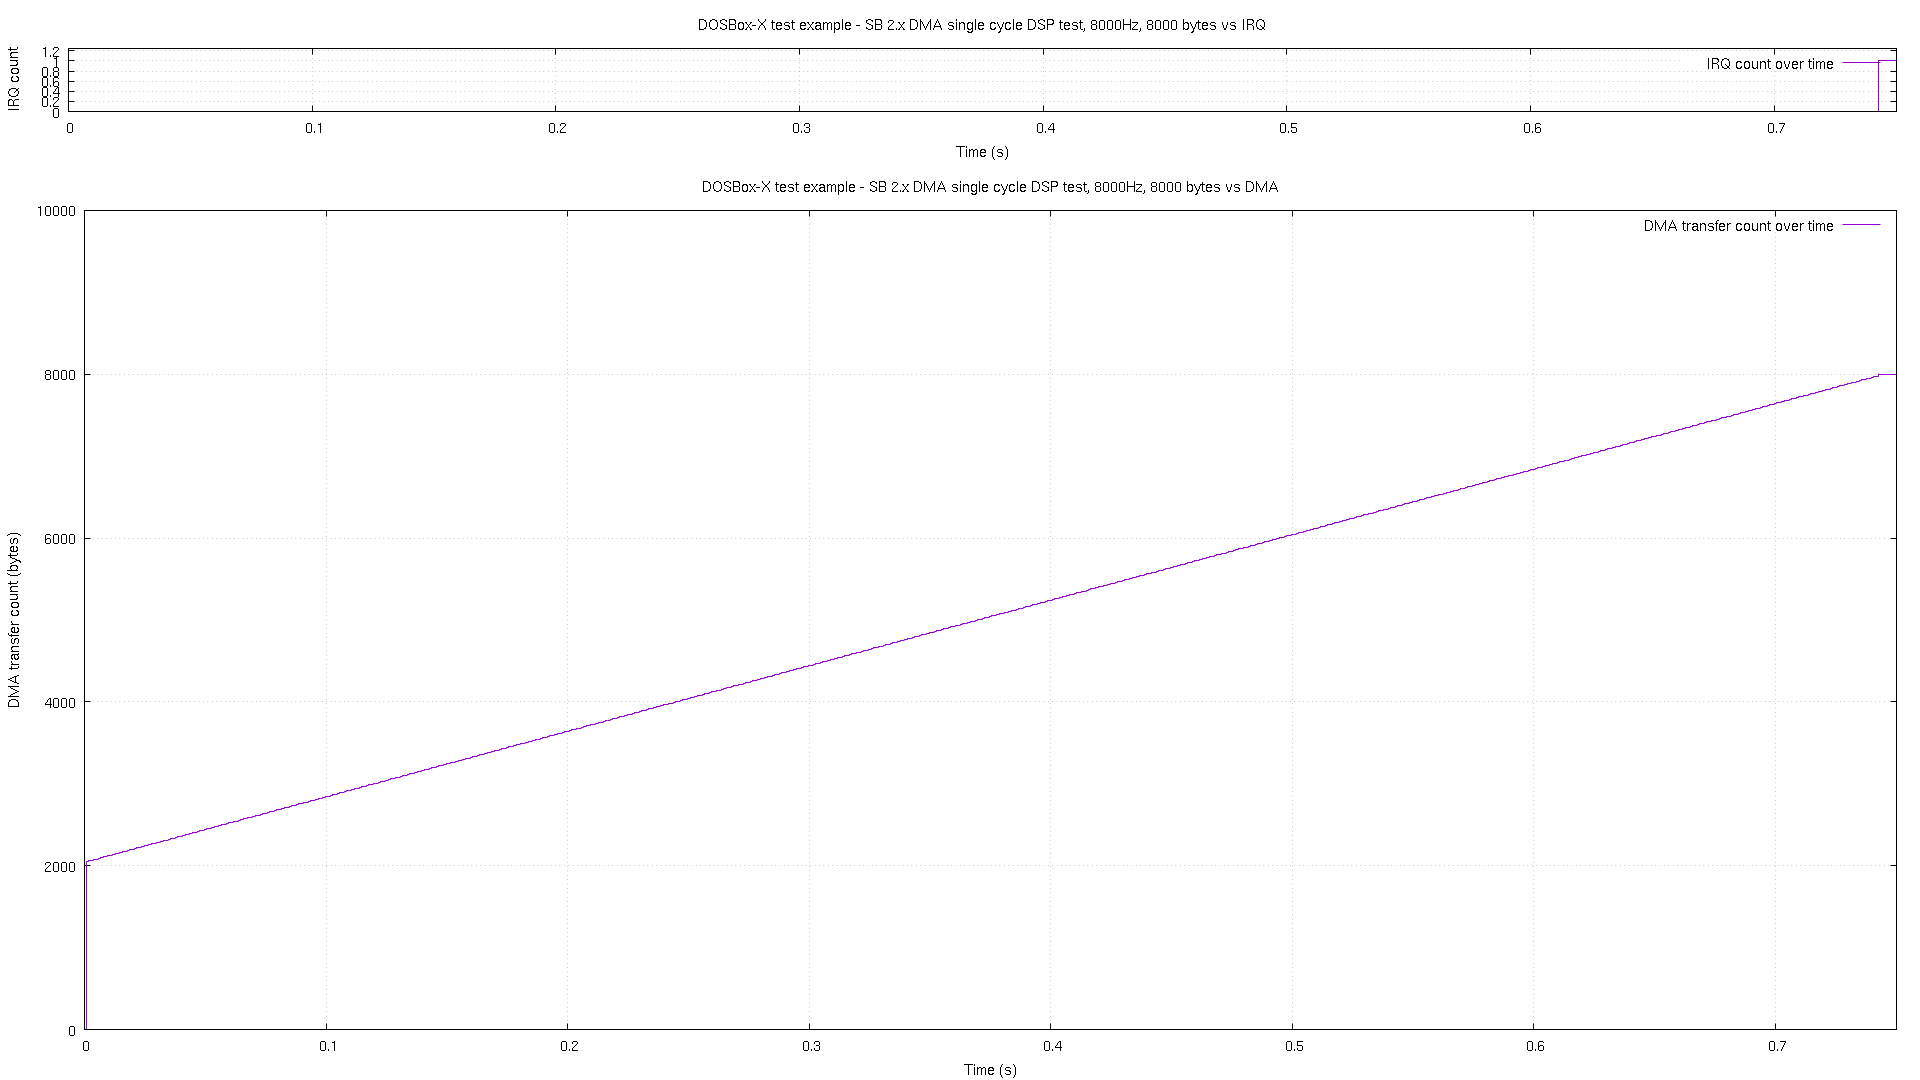 DOSBox-X test example - SB 2.x DMA single cycle DSP test, 8000Hz, 8000 bytes vs IRQ
IRQ count
1.2
1
0.8
0.6
0.4
0.2
0
IRQ count over time
0 0.1 0.2 0.3 0.4 0.5 0.6 0.7
Time (s)
DOSBox-X test example - SB 2.x DMA single cycle DSP test, 8000Hz, 8000 bytes vs DMA
DMA transfer count (bytes)
10000
DMA transfer count over time
8000
6000
4000
2000
0
0 0.1 0.2 0.3 0.4 0.5 0.6 0.7
Time (s)